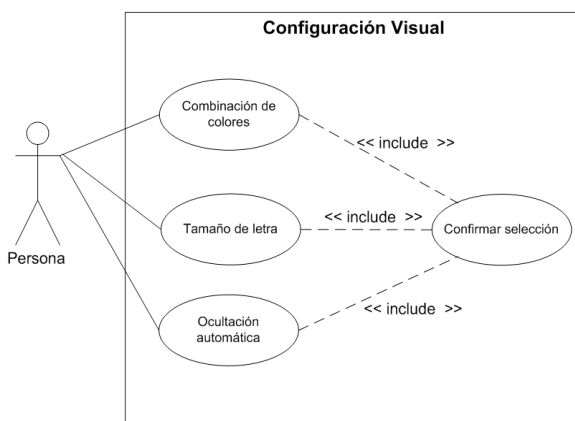 Configuración Visual
Combinación de
colores
<< include >>
Tamaño de letra
<< include >>
Confirmar selección
Persona
Ocultación
automática
<< include >>